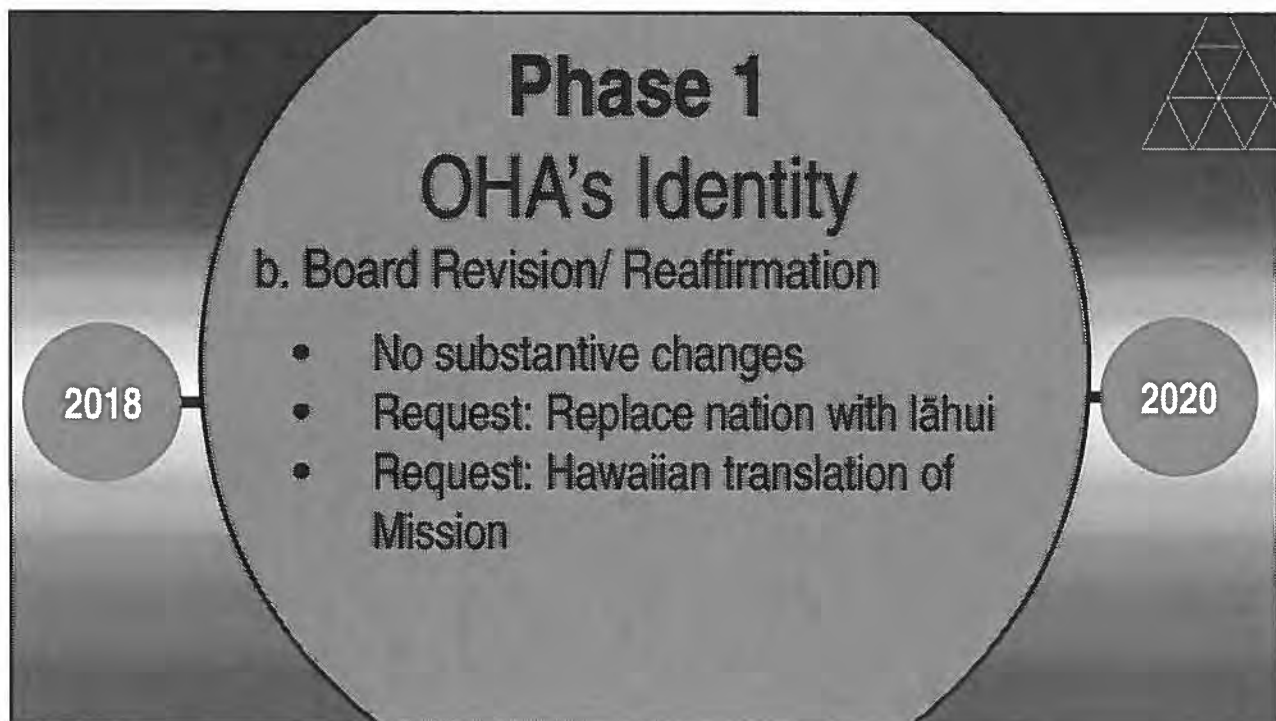 Phase 1
OHA's Identity
b. Board Revision/ Reaffirmation
• No substantive changes
• Request: Replace nation with lāhui
• Request: Hawaiian translation of
Mission
2018
2020